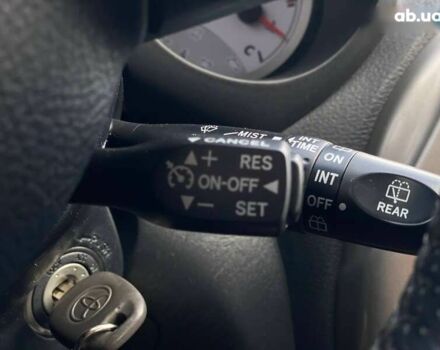 ab.ua
MIST
INT
TIME
CANCEL
+ RES
ON-OFF
− SET
ON
INT
OFF
REAR